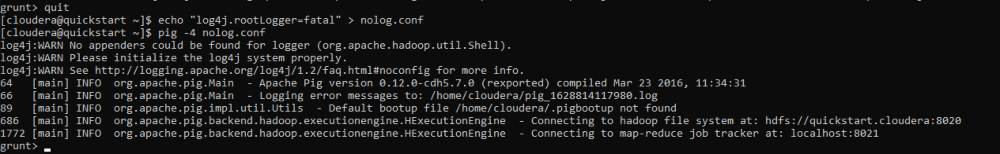 grunt> quit
[cloudera@quickstart ~]$ echo "log4j.rootLogger=fatal" > nolog.conf
[cloudera@quickstart ~]$ pig -4 nolog.conf
log4j:WARN No appenders could be found for logger (org.apache.hadoop.util.Shell).
log4j:WARN Please initialize the log4j system properly.
log4j:WARN See http://logging.apache.org/log4j/1.2/faq.html#noconfig for more info.
64   [main] INFO  org.apache.pig.Main  - Apache Pig version 0.12.0-cdh5.7.0 (rexported) compiled Mar 23 2016, 11:34:31
66   [main] INFO  org.apache.pig.Main  - Logging error messages to: /home/cloudera/pig_1628814117980.log
89   [main] INFO  org.apache.pig.impl.util.Utils  - Default bootup file /home/cloudera/.pigbootup not found
686  [main] INFO  org.apache.pig.backend.hadoop.executionengine.HExecutionEngine  - Connecting to hadoop file system at: hdfs://quickstart.cloudera:8020
1772 [main] INFO  org.apache.pig.backend.hadoop.executionengine.HExecutionEngine  - Connecting to map-reduce job tracker at: localhost:8021
grunt>